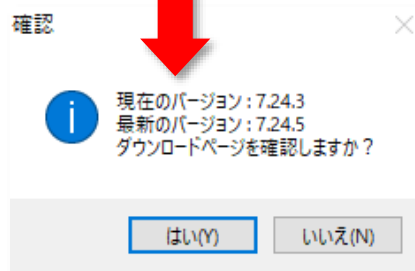 確認
現在のバージョン : 7.24.3
最新のバージョン : 7.24.5
ダウンロードページを確認しますか？
はい(Y)
いいえ(N)